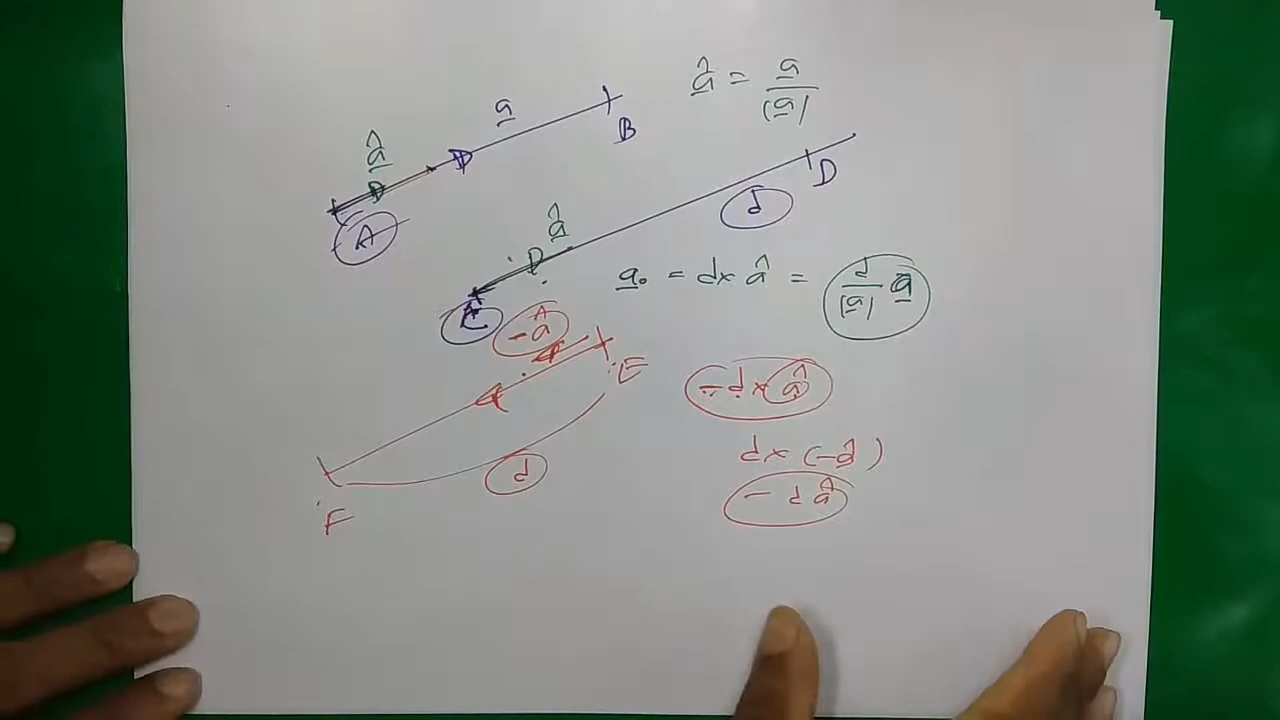 â = a / |a|
a
B
â
A
D
d
â
a₀ = d x â = d / |a| a
C
- â
E
- d x â
d x (-â)
d
- d â
F